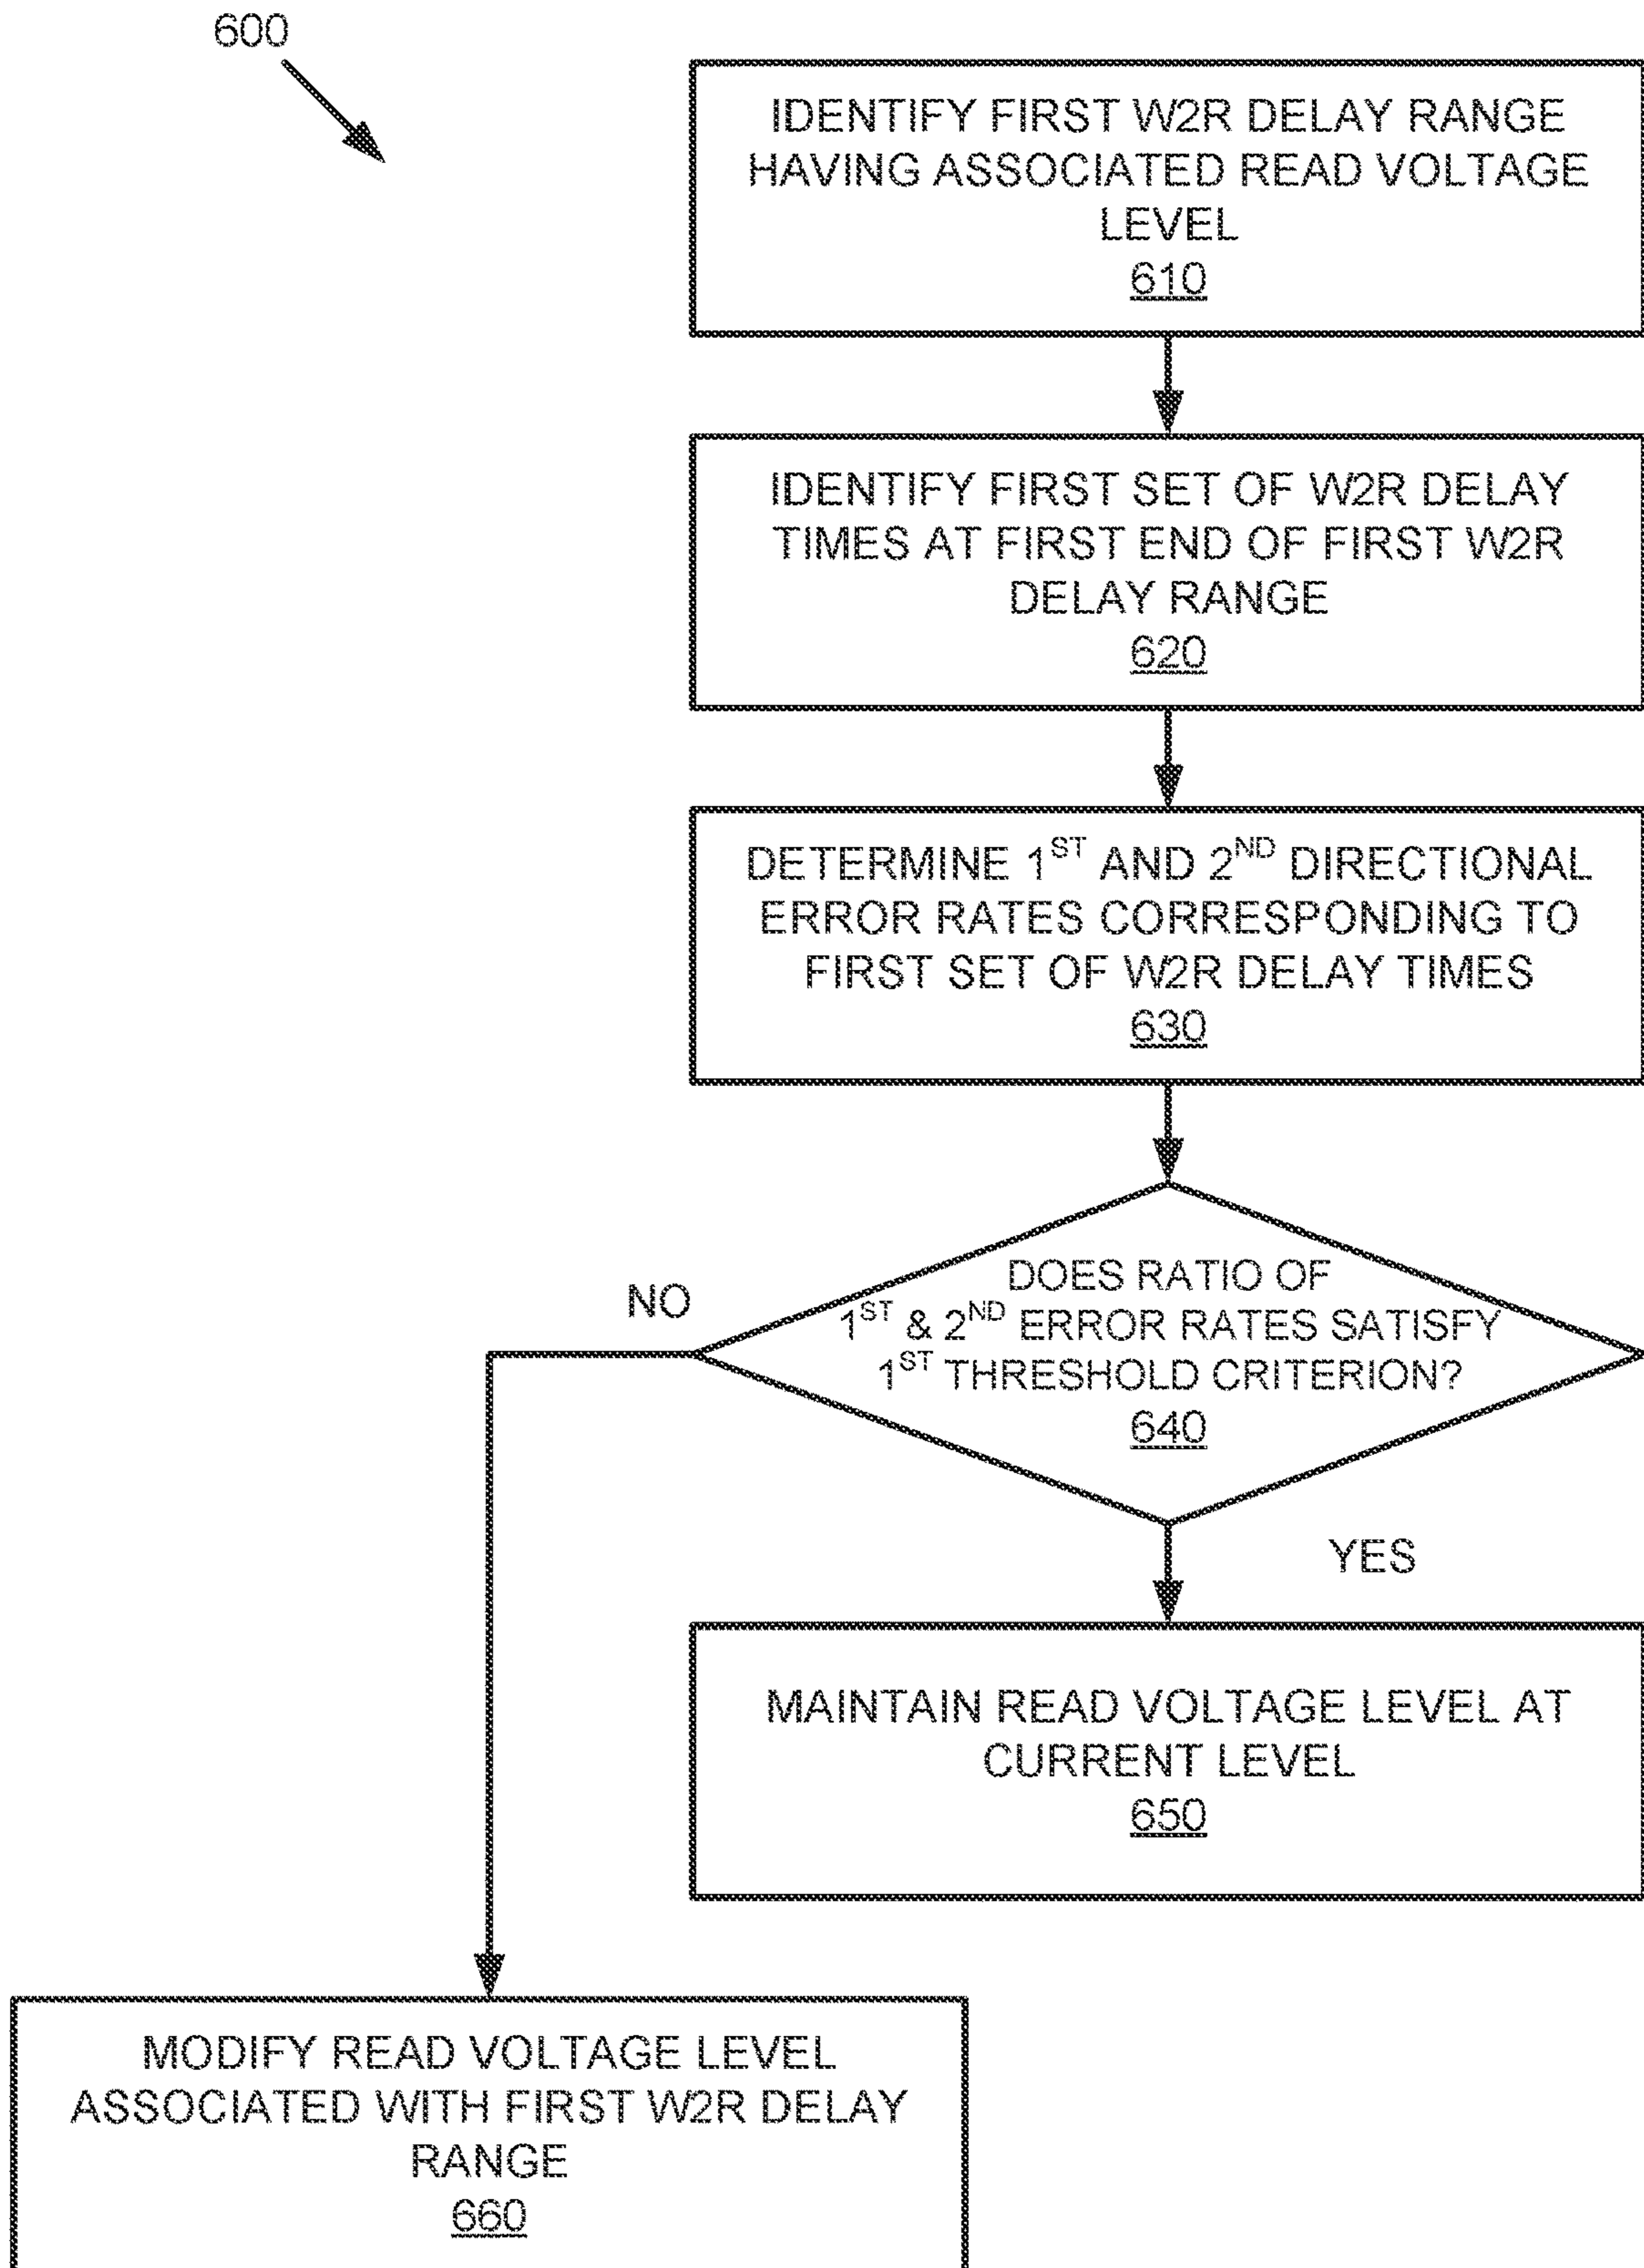 600
IDENTIFY FIRST W2R DELAY RANGE
HAVING ASSOCIATED READ VOLTAGE
LEVEL
610
IDENTIFY FIRST SET OF W2R DELAY
TIMES AT FIRST END OF FIRST W2R
DELAY RANGE
620
DETERMINE 1ST AND 2ND DIRECTIONAL
ERROR RATES CORRESPONDING TO
FIRST SET OF W2R DELAY TIMES
630
DOES RATIO OF
1ST & 2ND ERROR RATES SATISFY
1ST THRESHOLD CRITERION?
640
NO
YES
MAINTAIN READ VOLTAGE LEVEL AT
CURRENT LEVEL
650
MODIFY READ VOLTAGE LEVEL
ASSOCIATED WITH FIRST W2R DELAY
RANGE
660